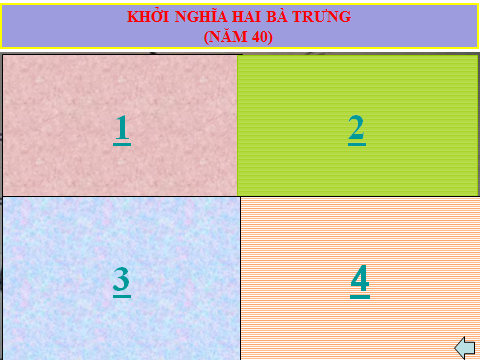 KHỞI NGHĨA HAI BÀ TRƯNG
(NĂM 40)
1 2
3 4